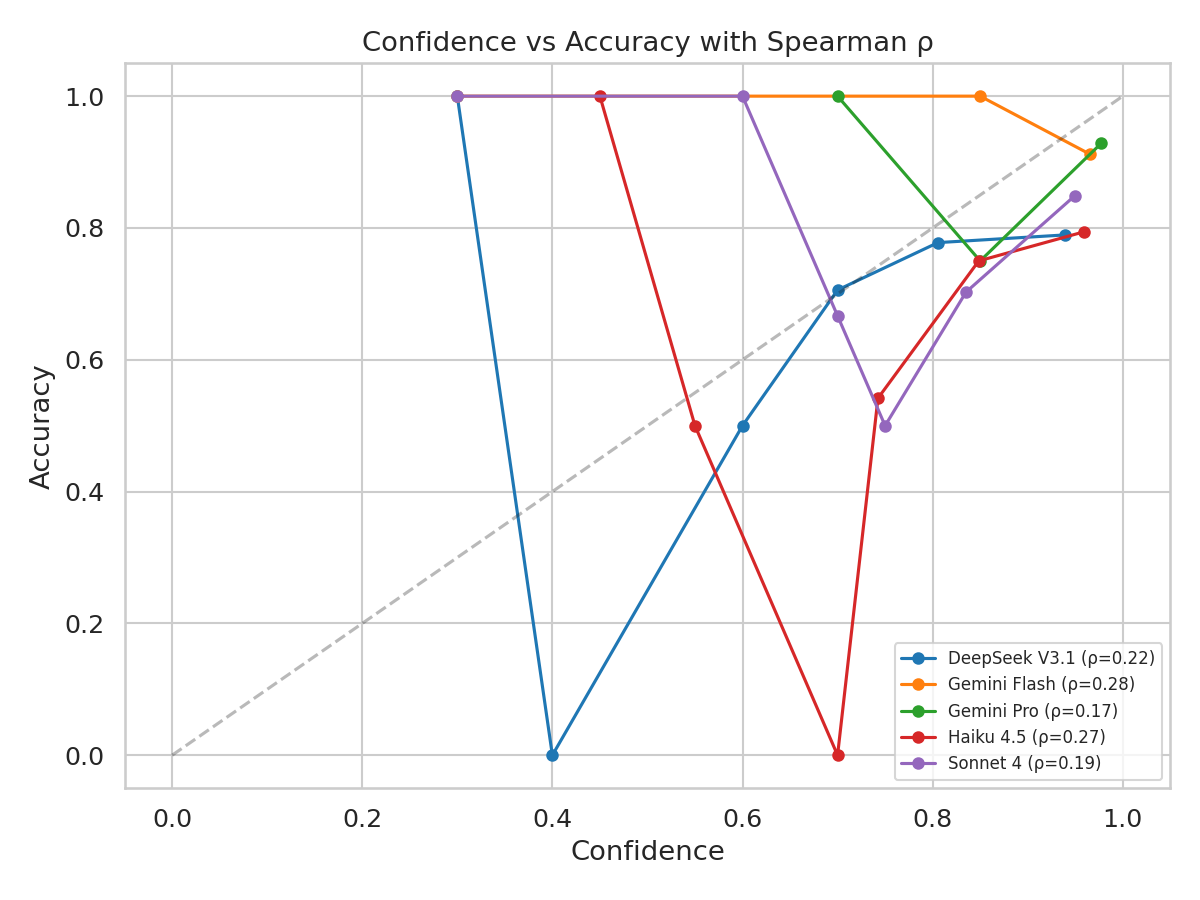 Confidence vs Accuracy with Spearman ρ
1.0
0.8
0.6
0.4
0.2
0.0
Accuracy
0.0 0.2 0.4 0.6 0.8 1.0
Confidence
DeepSeek V3.1 (ρ=0.22)
Gemini Flash (ρ=0.28)
Gemini Pro (ρ=0.17)
Haiku 4.5 (ρ=0.27)
Sonnet 4 (ρ=0.19)